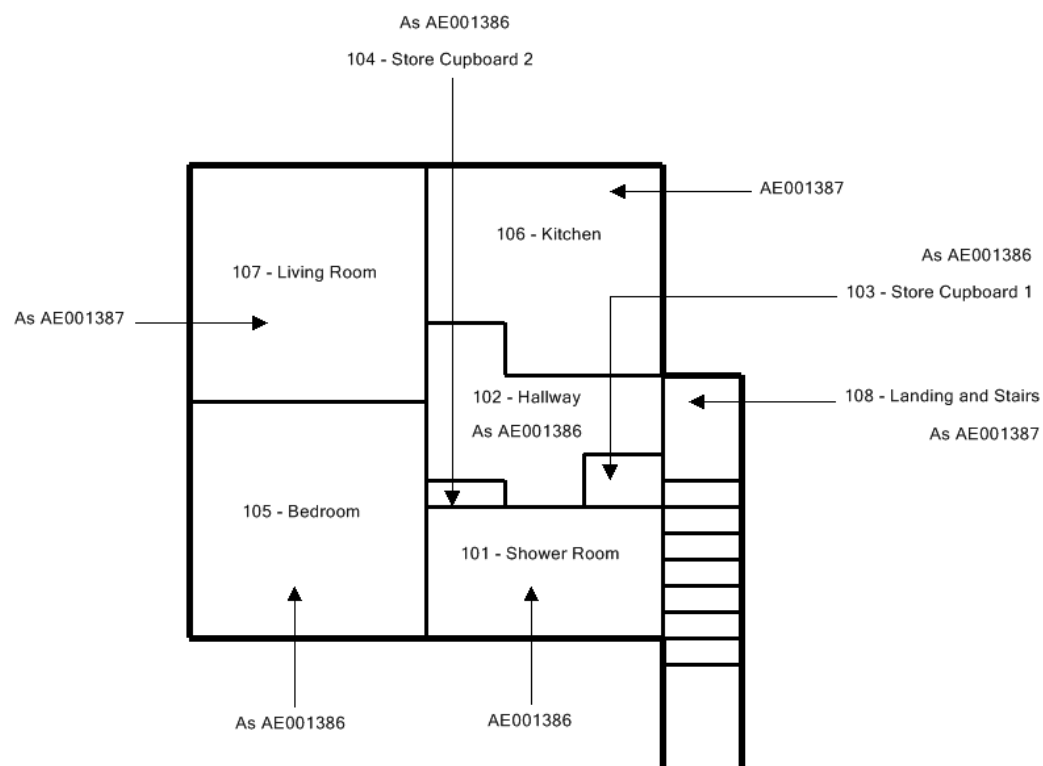 As AE001386
104 - Store Cupboard 2
AE001387
106 - Kitchen
As AE001386
107 - Living Room
103 - Store Cupboard 1
As AE001387
102 - Hallway
108 - Landing and Stairs
As AE001386
As AE001387
105 - Bedroom
101 - Shower Room
As AE001386
AE001386